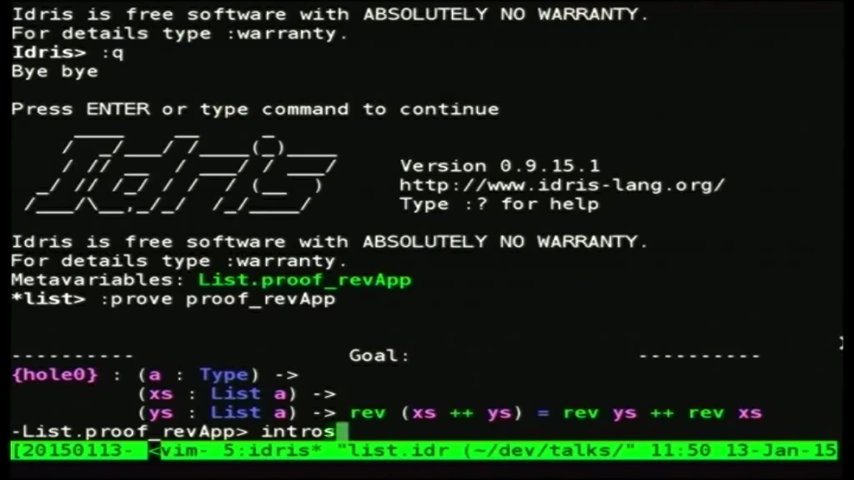 Idris is free software with ABSOLUTELY NO WARRANTY.
For details type :warranty.
Idris> :q
Bye bye
Press ENTER or type command to continue
Idris
Version 0.9.15.1
http://www.idris-lang.org/
Type :? for help
Idris is free software with ABSOLUTELY NO WARRANTY.
For details type :warranty.
Metavariables: List.proof_revApp
*list> :prove proof_revApp
---------- Goal: ----------
{hole0} : (a : Type) ->
(xs : List a) ->
(ys : List a) -> rev (xs ++ ys) = rev ys ++ rev xs
-List.proof_revApp> intros
[20150113- <vim- 5:idris* "list.idr (~/dev/talks/" 11:50 13-Jan-15